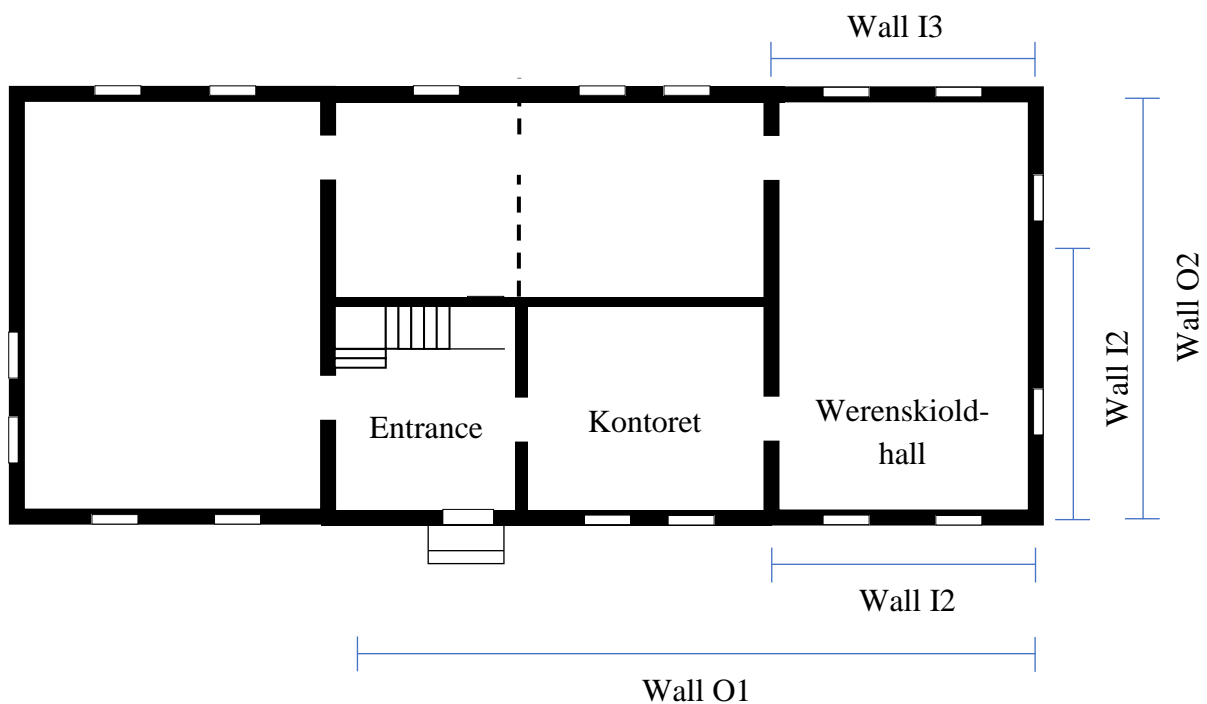 Wall I3
Wall O2
Wall I2
Entrance
Kontoret
Werenskiold-
hall
Wall I2
Wall O1